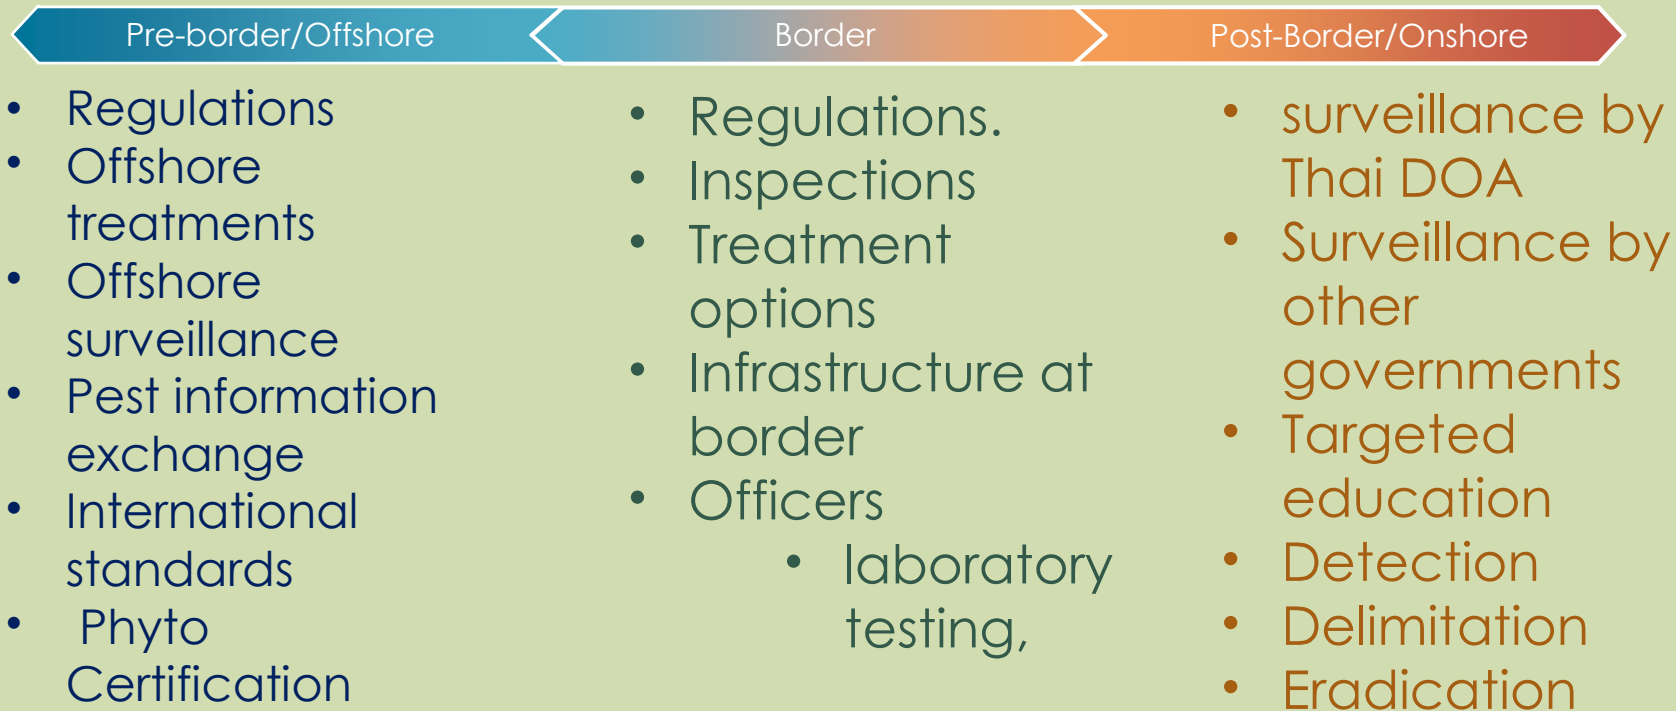 Pre-border/Offshore
Border
Post-Border/Onshore
• Regulations
• Offshore
treatments
• Offshore
surveillance
• Pest information
exchange
• International
standards
• Phyto
Certification
• Regulations.
• Inspections
• Treatment
options
• Infrastructure at
border
• Officers
• laboratory
testing,
• surveillance by
Thai DOA
• Surveillance by
other
governments
• Targeted
education
• Detection
• Delimitation
• Eradication